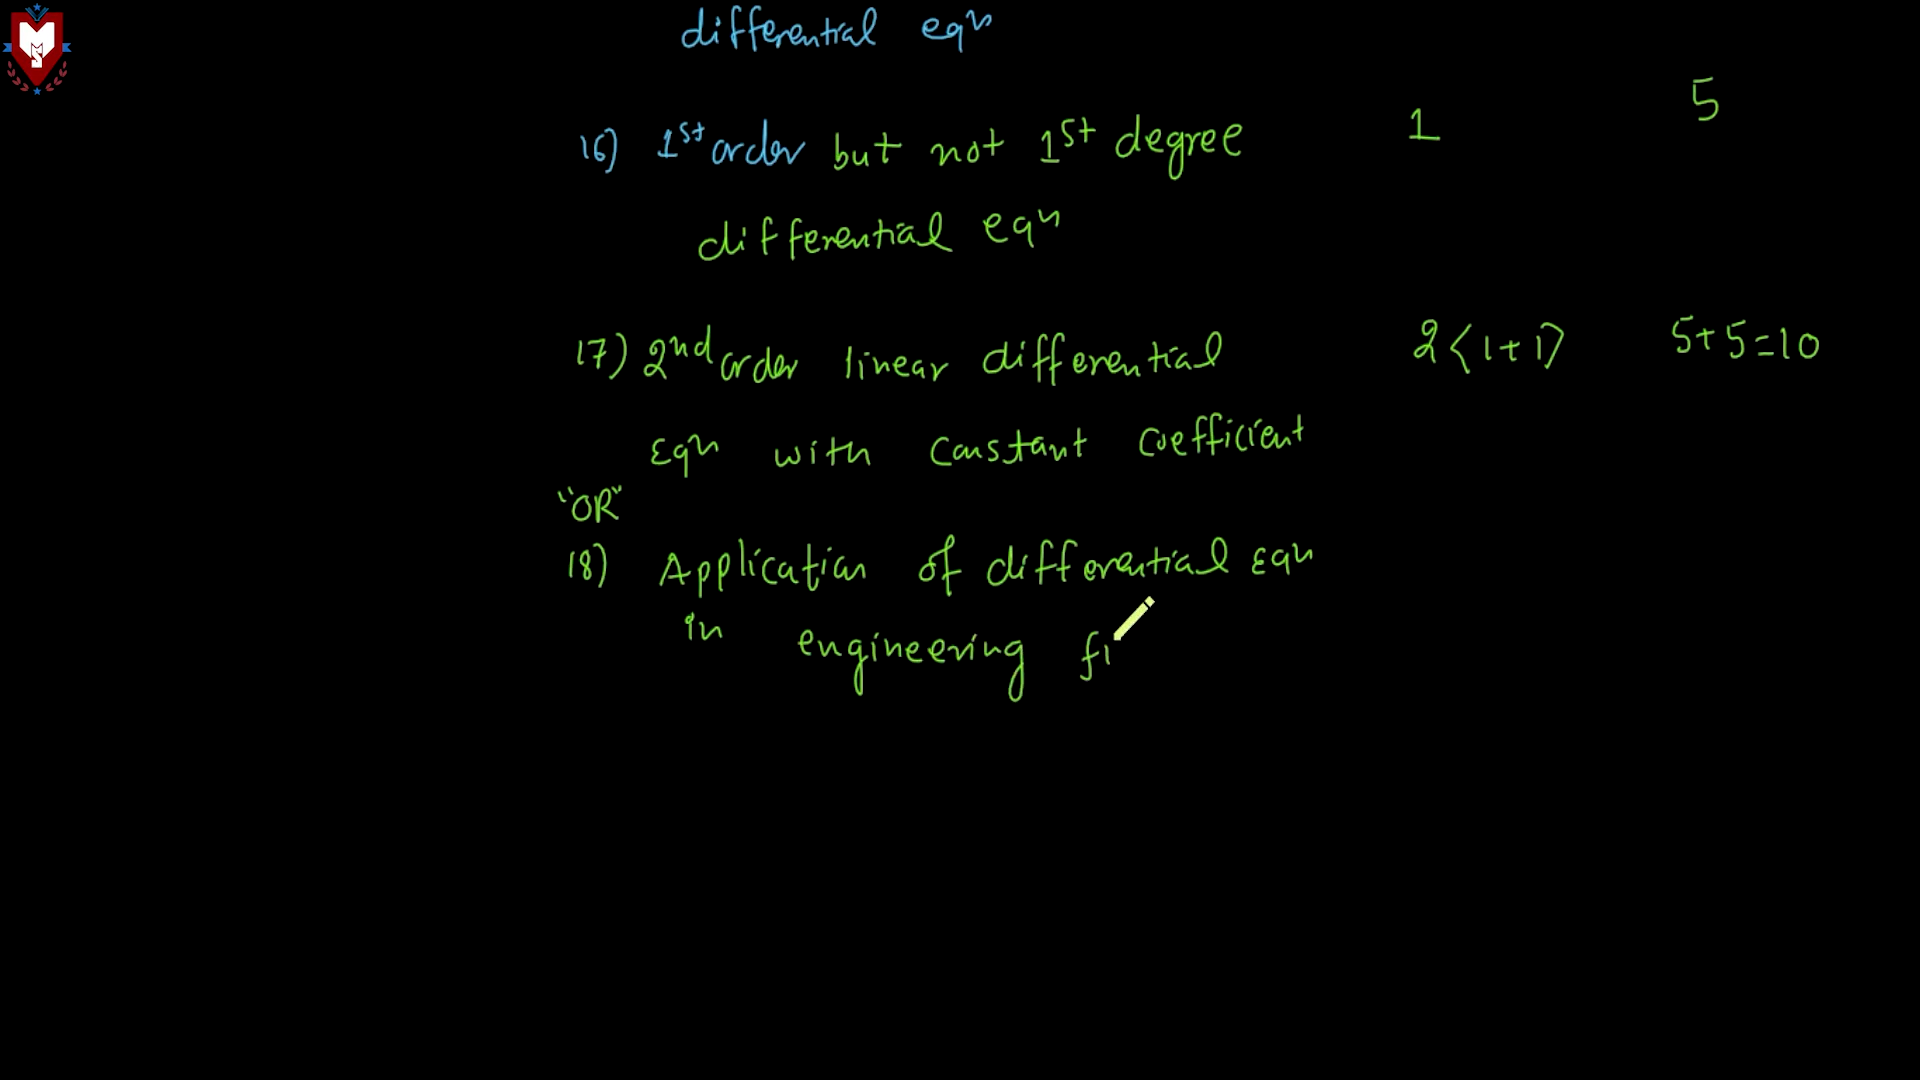 differential eqn
16) 1st order but not 1st degree 1 5
differential eqn
17) 2nd order linear differential 2 <1+1> 5+5=10
Eqn with constant coefficient
"OR"
18) Application of differential Eqn
in engineering fi